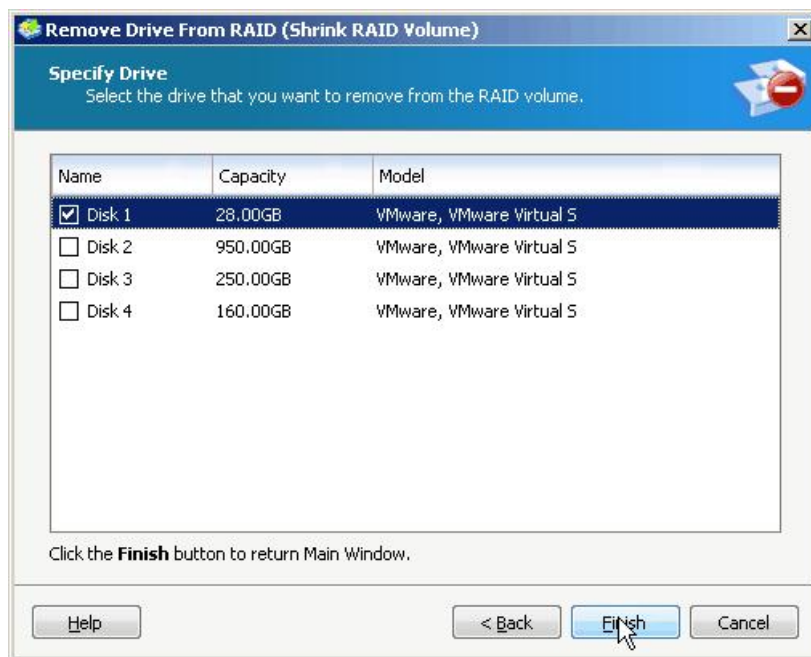 Remove Drive From RAID (Shrink RAID Volume)
Specify Drive
Select the drive that you want to remove from the RAID volume.
Name Capacity Model
Disk 1 28.00GB VMware, VMware Virtual S
Disk 2 950.00GB VMware, VMware Virtual S
Disk 3 250.00GB VMware, VMware Virtual S
Disk 4 160.00GB VMware, VMware Virtual S
Click the Finish button to return Main Window.
Help < Back Finish Cancel